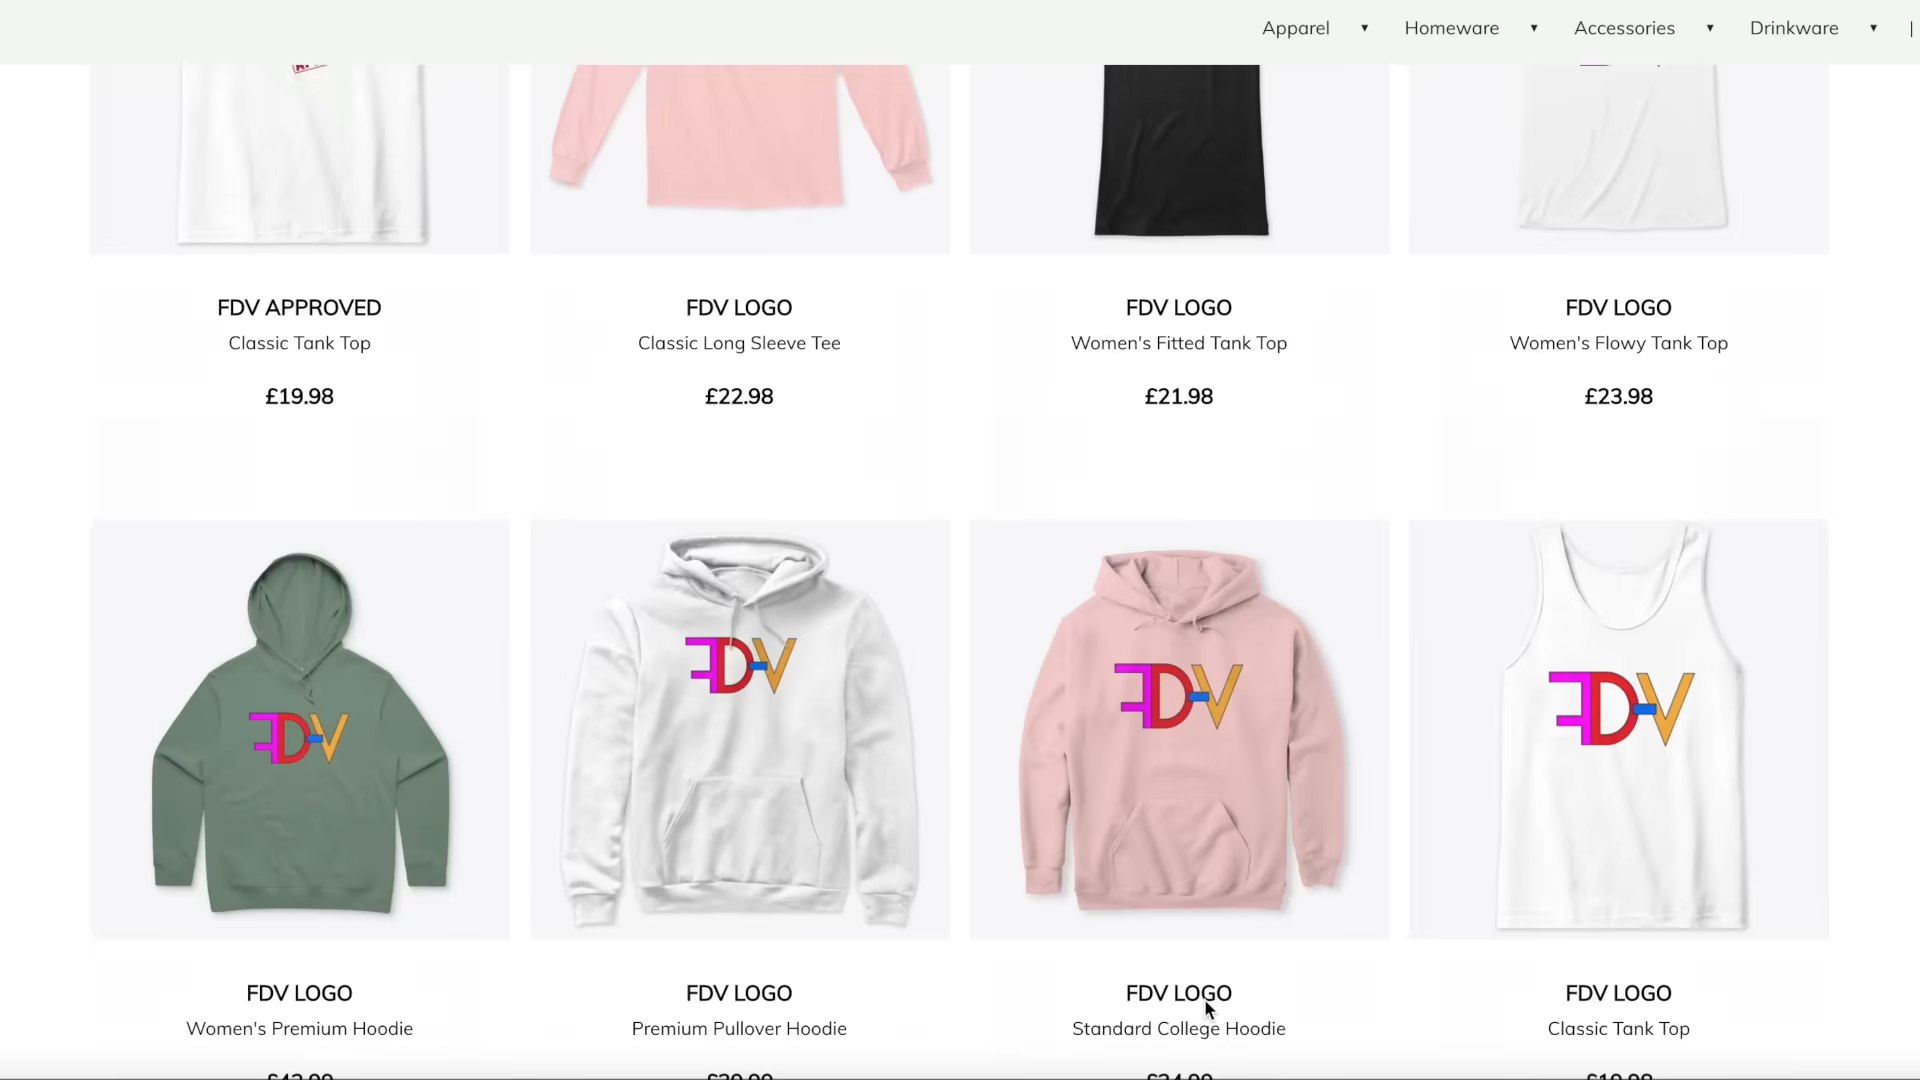 Apparel ▼ Homeware ▼ Accessories ▼ Drinkware ▼ |
FDV APPROVED
Classic Tank Top
£19.98
FDV LOGO
Classic Long Sleeve Tee
£22.98
FDV LOGO
Women's Fitted Tank Top
£21.98
FDV LOGO
Women's Flowy Tank Top
£23.98
FDV
FDV
FDV
FDV
FDV LOGO
Women's Premium Hoodie
FDV LOGO
Premium Pullover Hoodie
FDV LOGO
Standard College Hoodie
FDV LOGO
Classic Tank Top